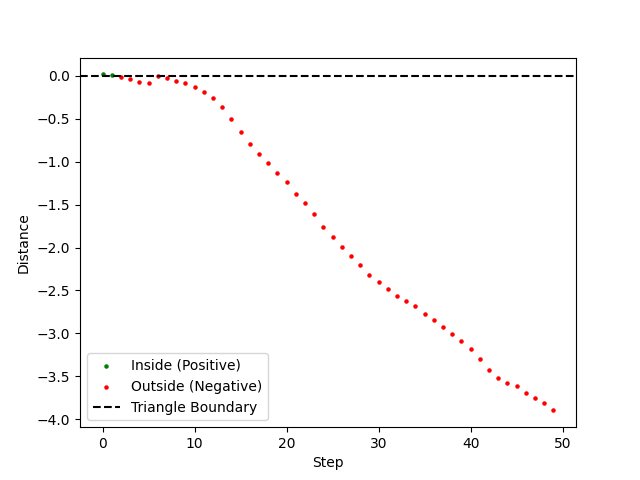 0.0
−0.5
−1.0
−1.5
−2.0
−2.5
−3.0
−3.5
−4.0
Distance
Inside (Positive)
Outside (Negative)
Triangle Boundary
0 10 20 30 40 50
Step